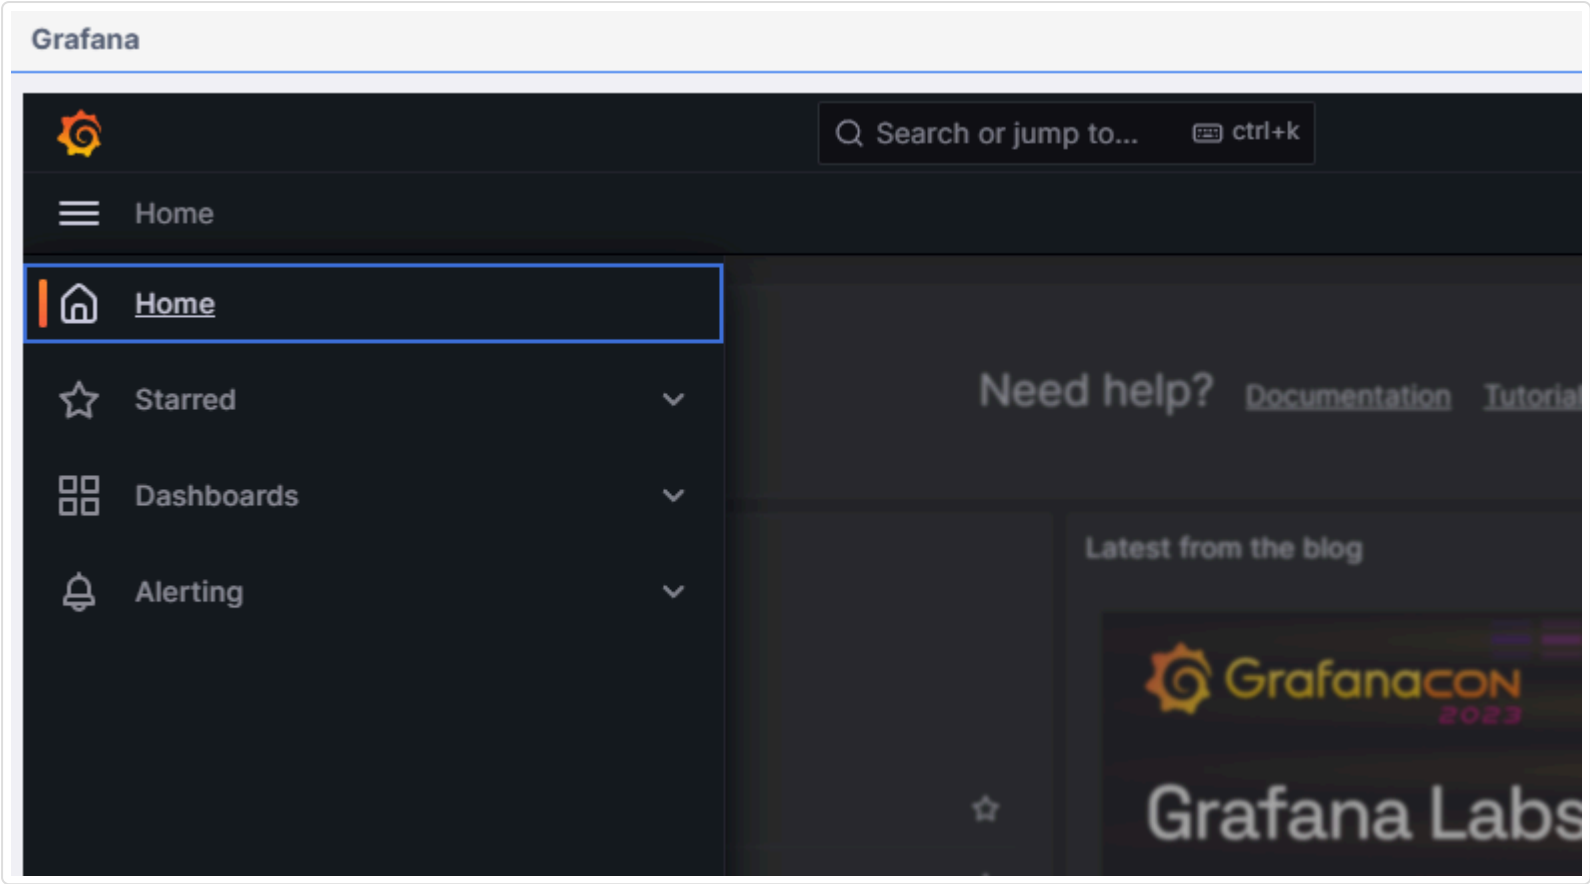 Grafana
Search or jump to... ctrl+k
Home
Home
Starred
Need help? Documentation Tutorial
Dashboards
Latest from the blog
Alerting
GrafanaCON
2023
Grafana Labs